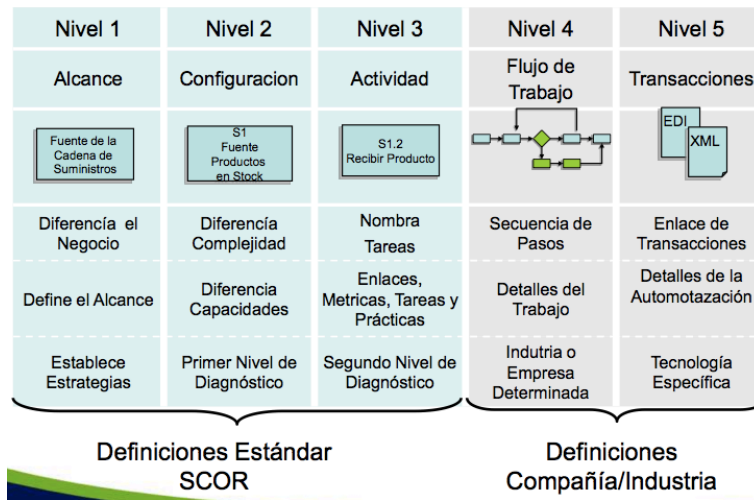 Nivel 1
Nivel 2
Nivel 3
Nivel 4
Nivel 5
Alcance
Configuracion
Actividad
Flujo de
Trabajo
Transacciones
Fuente de la
Cadena de
Suministros
S1
Fuente
Productos
en Stock
S1.2
Recibir Producto
EDI
XML
Diferencía el
Negocio
Diferencía
Complejidad
Nombra
Tareas
Secuencia de
Pasos
Enlace de
Transacciones
Define el Alcance
Diferencia
Capacidades
Enlaces,
Metricas, Tareas y
Prácticas
Detalles del
Trabajo
Detalles de la
Automotazación
Establece
Estrategias
Primer Nivel de
Diagnóstico
Segundo Nivel de
Diagnóstico
Indutria o
Empresa
Determinada
Tecnología
Específica
Definiciones Estándar
SCOR
Definiciones
Compañía/Industria